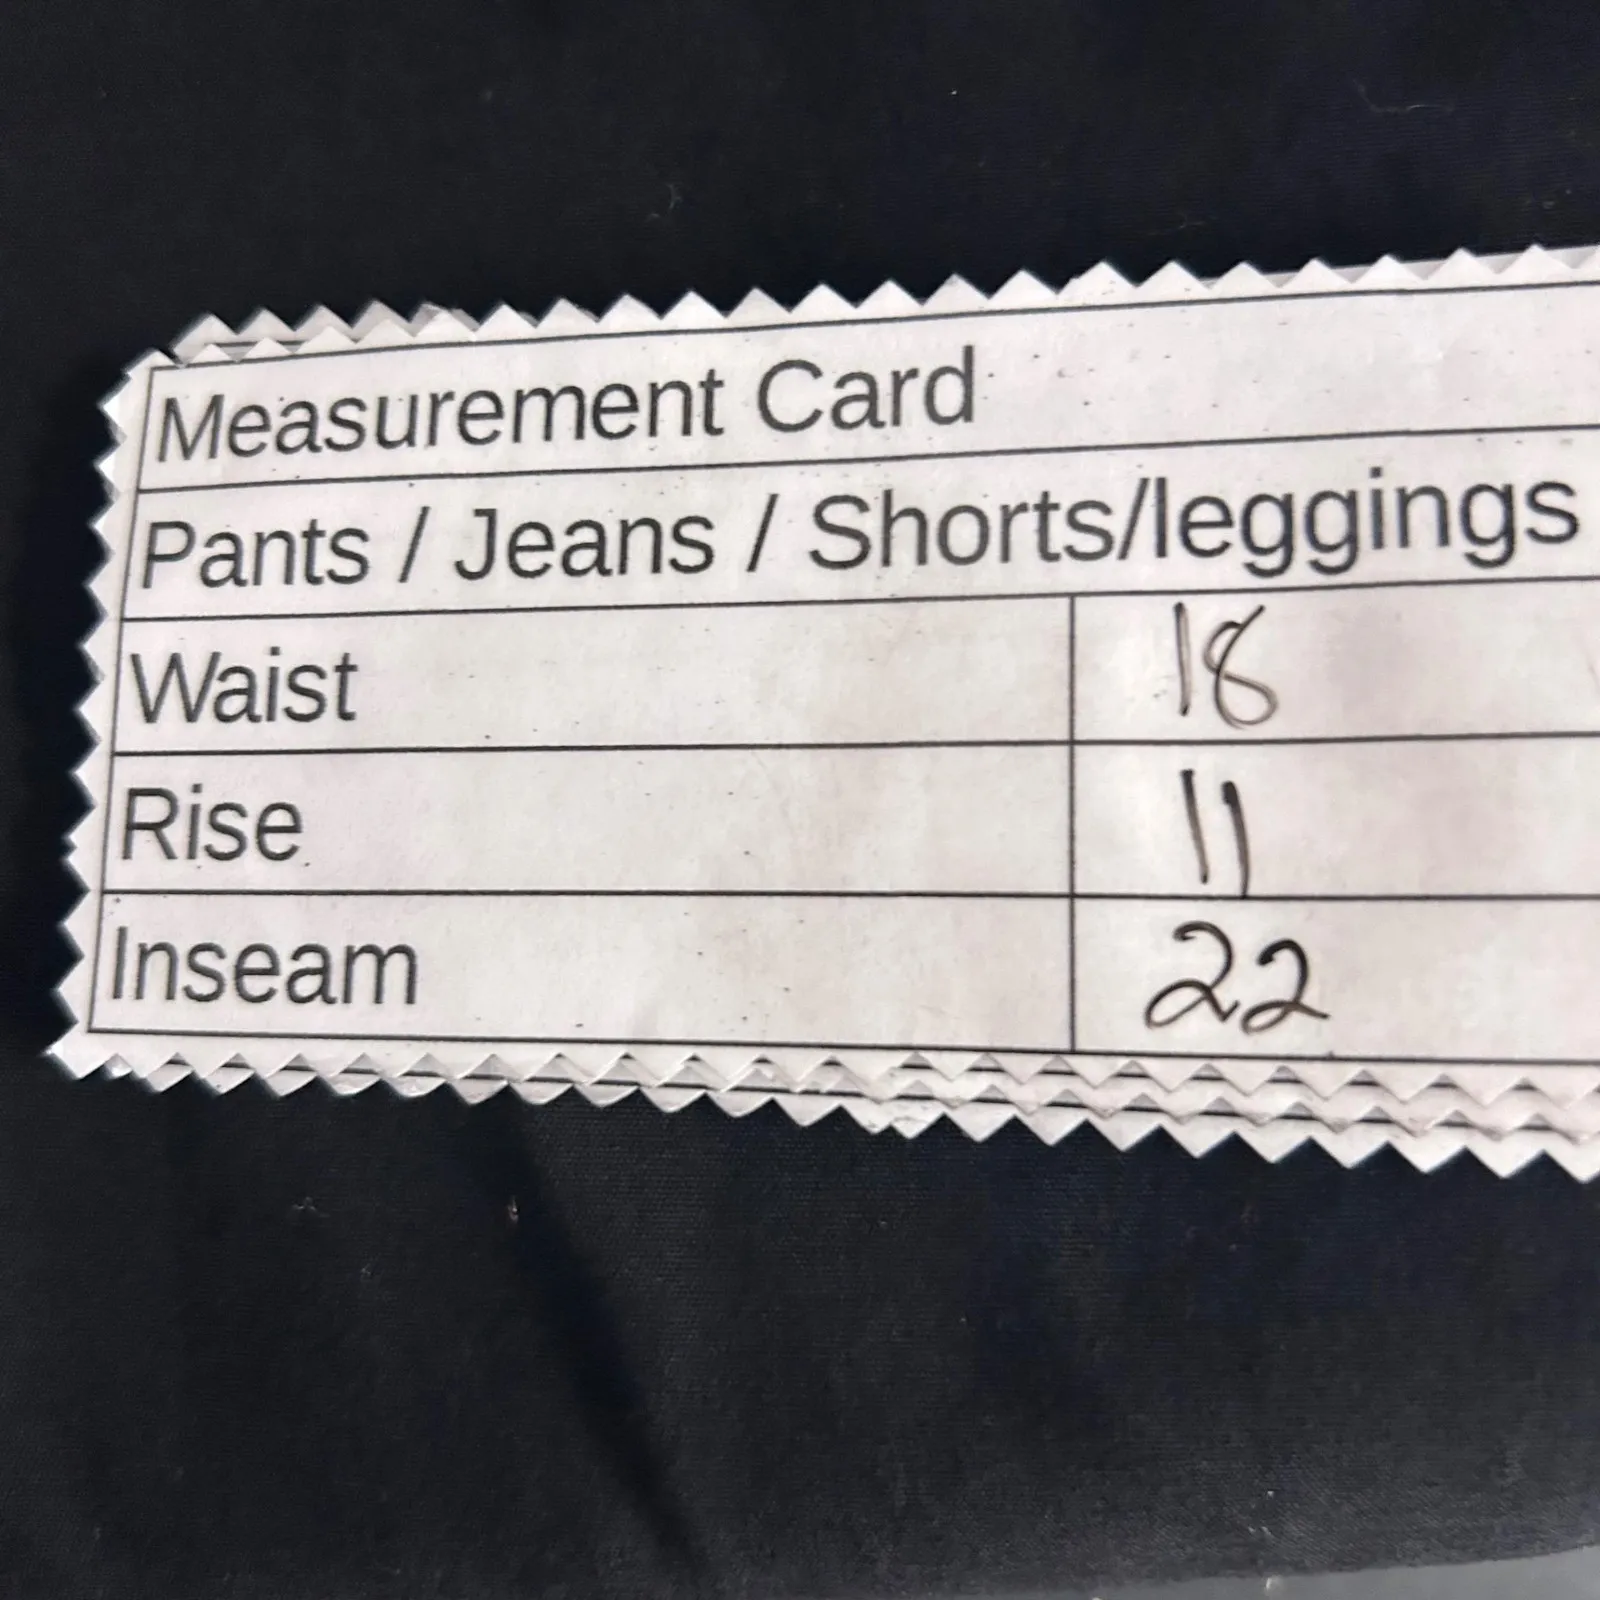 Measurement Card
Pants / Jeans / Shorts/leggings
Waist 18
Rise 11
Inseam 22